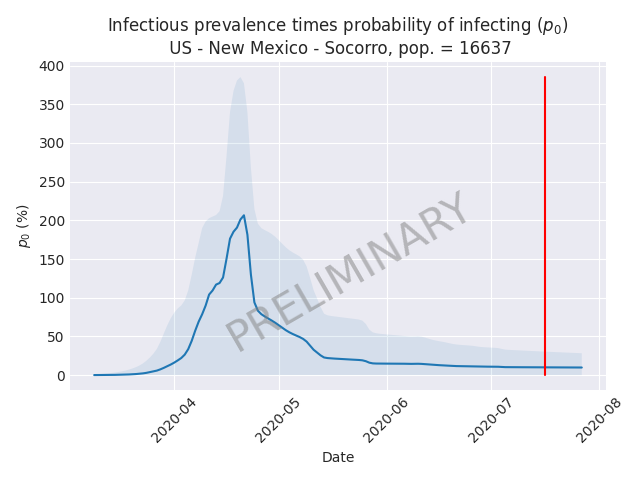 Infectious prevalence times probability of infecting (p₀)
US - New Mexico - Socorro, pop. = 16637
400
350
300
250
200
150
100
50
0
p₀ (%)
PRELIMINARY
2020-04
2020-05
2020-06
2020-07
2020-08
Date